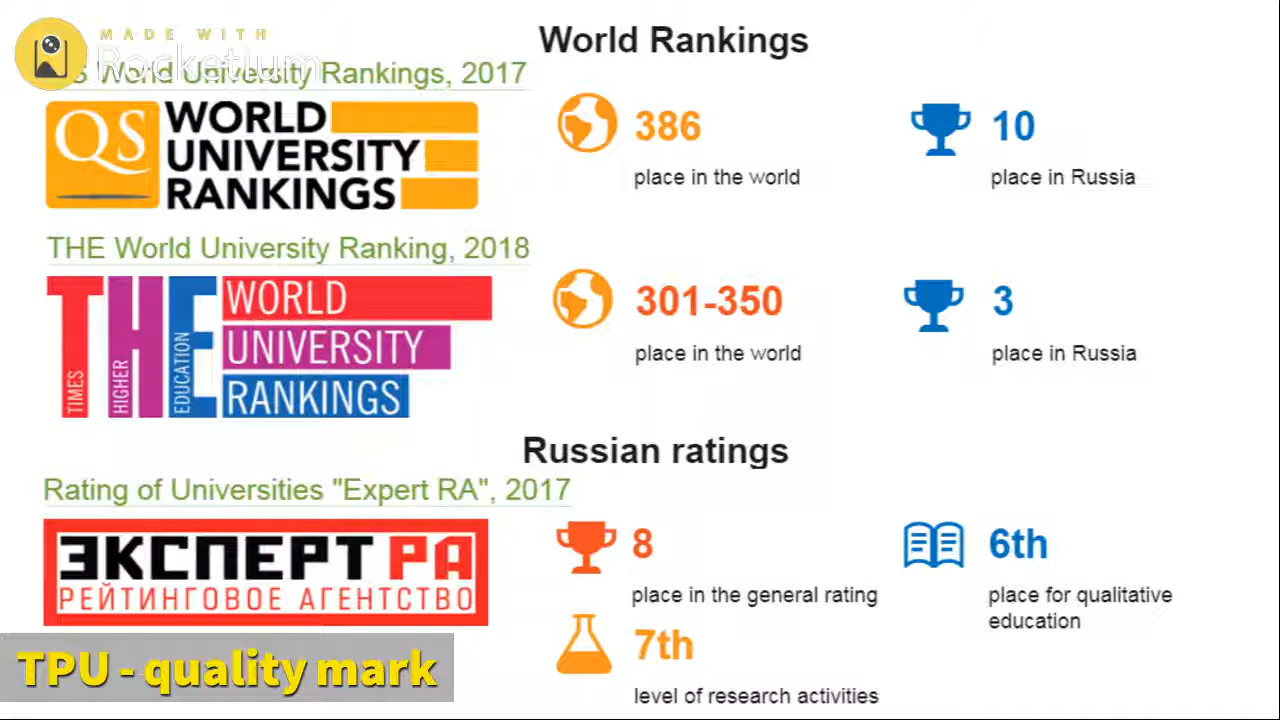 MADE WITH
Rocketium
World Rankings
S World University Rankings, 2017
QS
WORLD
UNIVERSITY
RANKINGS
386
place in the world
10
place in Russia
THE World University Ranking, 2018
THE
TIMES
HIGHER
EDUCATION
WORLD
UNIVERSITY
RANKINGS
301-350
place in the world
3
place in Russia
Russian ratings
Rating of Universities "Expert RA", 2017
ЭКСПЕРТ РА
РЕЙТИНГОВОЕ АГЕНТСТВО
8
place in the general rating
6th
place for qualitative
education
7th
level of research activities
TPU - quality mark